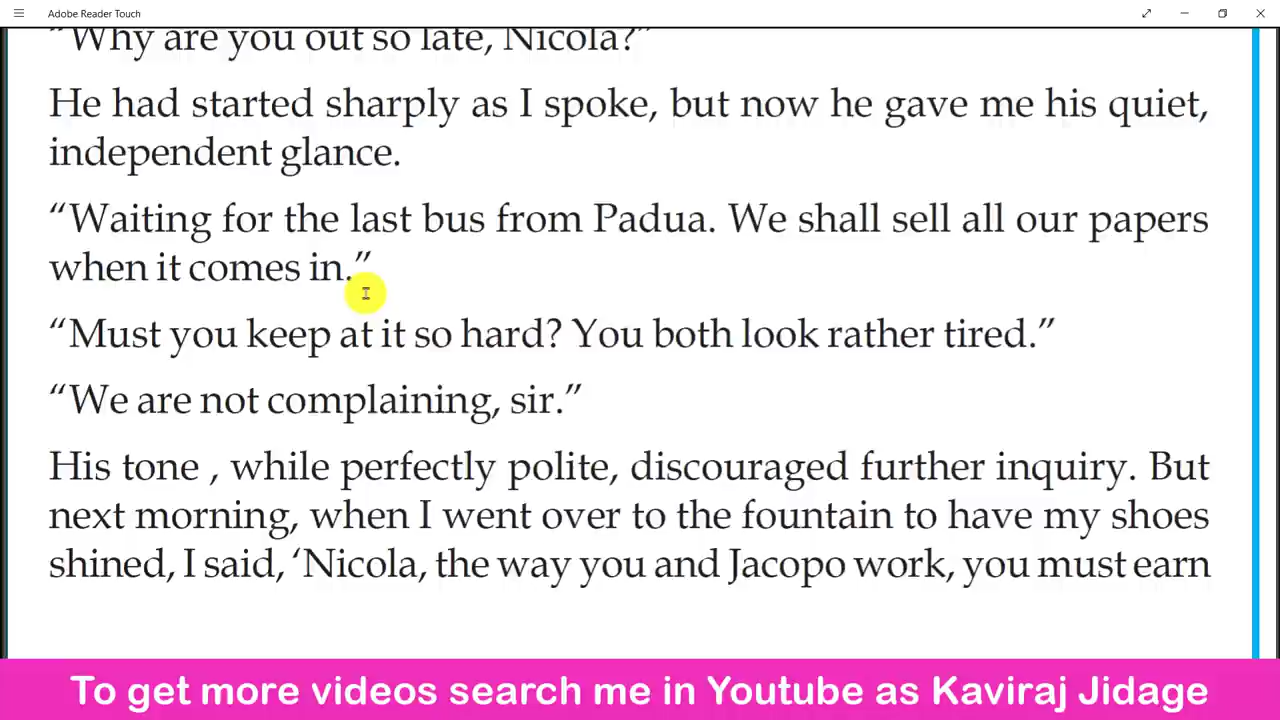 Adobe Reader Touch
“Why are you out so late, Nicola?”
He had started sharply as I spoke, but now he gave me his quiet,
independent glance.
“Waiting for the last bus from Padua. We shall sell all our papers
when it comes in.”
“Must you keep at it so hard? You both look rather tired.”
“We are not complaining, sir.”
His tone , while perfectly polite, discouraged further inquiry. But
next morning, when I went over to the fountain to have my shoes
shined, I said, ‘Nicola, the way you and Jacopo work, you must earn
To get more videos search me in Youtube as Kaviraj Jidage